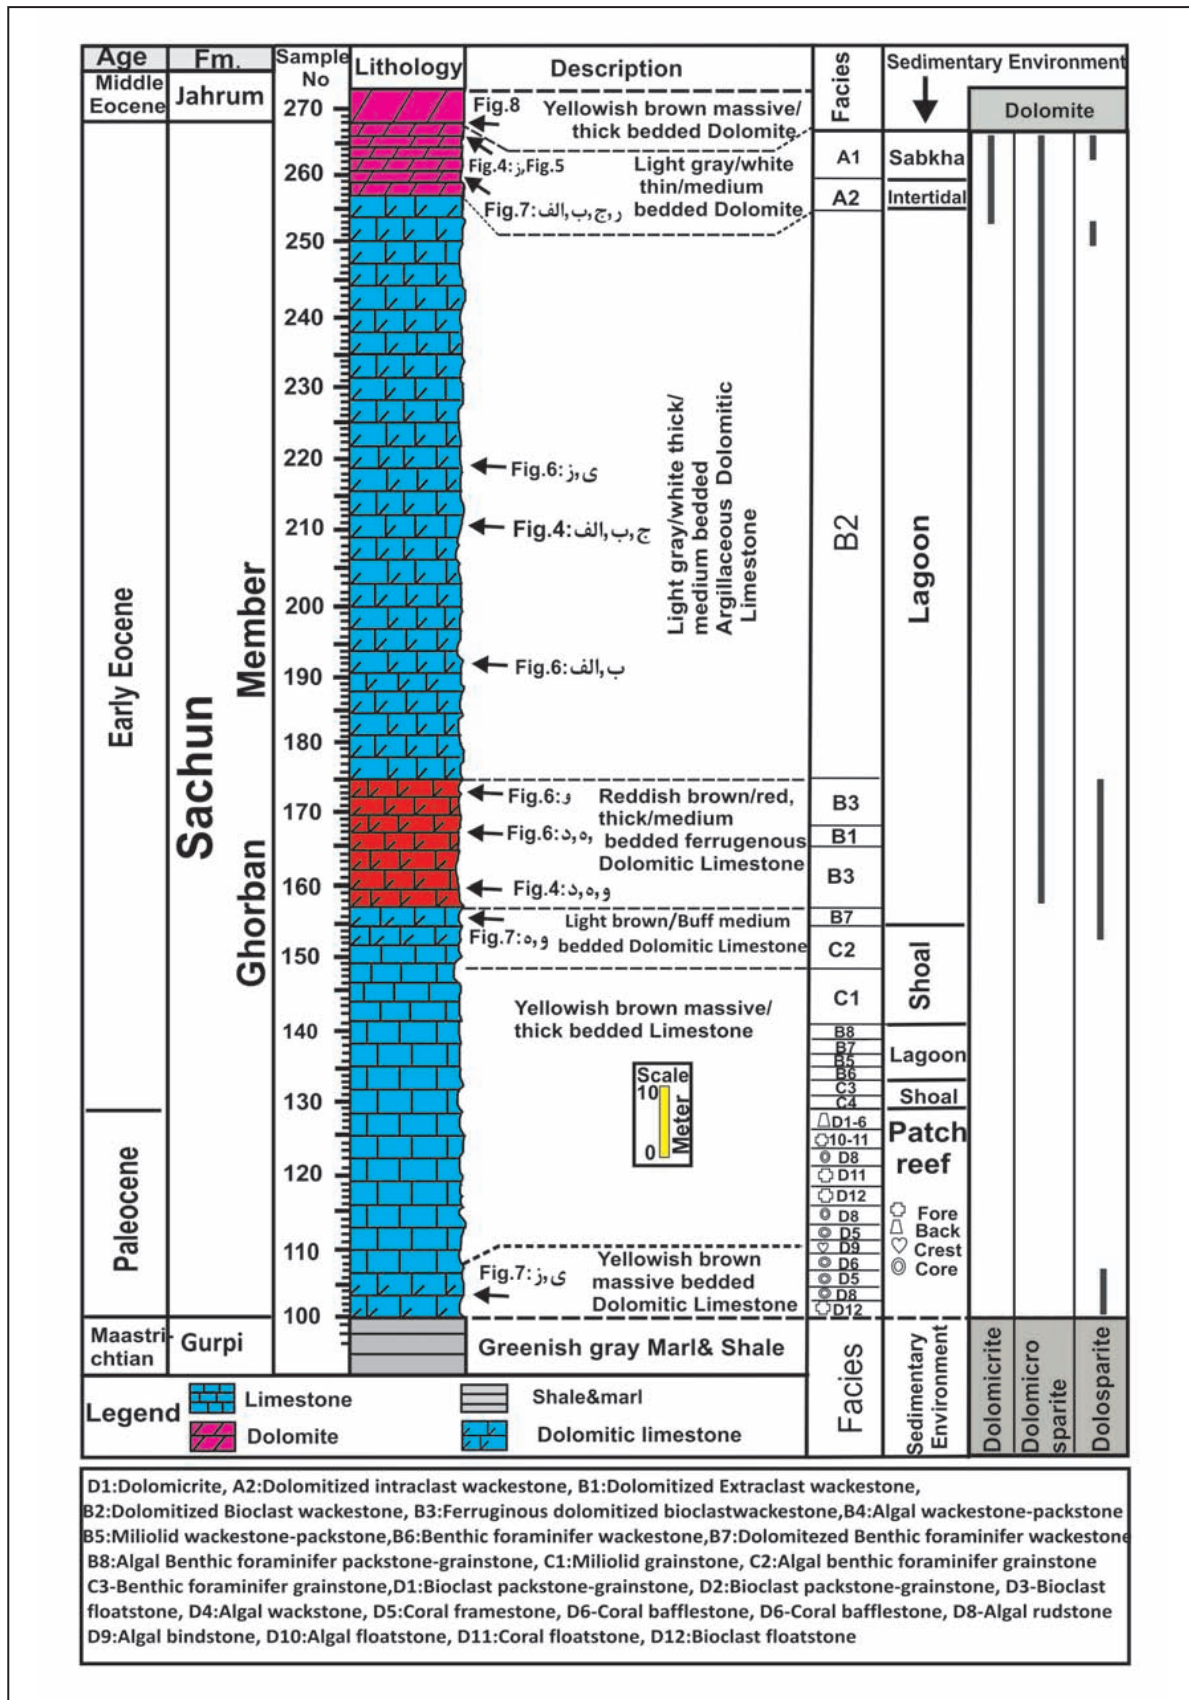 Age
Fm.
Sample
No
Lithology
Description
Facies
Sedimentary Environment
Dolomite
Middle
Eocene
Jahrum
270
260
250
240
230
220
210
200
190
180
170
160
150
140
130
120
110
100
Early Eocene
Paleocene
Maastri-
chtian
Sachun
Ghorban Member
Gurpi
Fig.8
Yellowish brown massive/
thick bedded Dolomite
Fig.4:ز,Fig.5
Light gray/white
thin/medium
bedded Dolomite
Fig.7:ر,ج,ب,الف
Fig.6:ی,ز
Fig.4:ج,ب,الف
Fig.6:ب,الف
Light gray/white thick/
medium bedded
Argillaceous Dolomitic
Limestone
Fig.6:و
Reddish brown/red,
thick/medium
bedded ferrugenous
Dolomitic Limestone
Fig.6:ه,د
Fig.4:و,ه,د
Light brown/Buff medium
bedded Dolomitic Limestone
Fig.7:و,ه
Yellowish brown massive/
thick bedded Limestone
Scale
10
0
Meter
Fig.7:ی,ز
Yellowish brown
massive bedded
Dolomitic Limestone
Greenish gray Marl& Shale
A1
A2
B2
B3
B1
B3
B7
C2
C1
B8
B7
B5
B6
C3
C4
D1-6
10-11
D8
D11
D12
D8
D5
D9
D6
D5
D8
D12
Sabkha
Intertidal
Lagoon
Shoal
Lagoon
Shoal
Patch
reef
Fore
Back
Crest
Core
Facies
Sedimentary
Environment
Dolomicrite
Dolomicro
sparite
Dolosparite
Legend
Limestone
Shale&marl
Dolomite
Dolomitic limestone
D1:Dolomicrite, A2:Dolomitized intraclast wackestone, B1:Dolomitized Extraclast wackestone,
B2:Dolomitized Bioclast wackestone, B3:Ferruginous dolomitized bioclastwackestone,B4:Algal wackestone-packstone
B5:Miliolid wackestone-packstone,B6:Benthic foraminifer wackestone,B7:Dolomitezed Benthic foraminifer wackestone
B8:Algal Benthic foraminifer packstone-grainstone, C1:Miliolid grainstone, C2:Algal benthic foraminifer grainstone
C3-Benthic foraminifer grainstone,D1:Bioclast packstone-grainstone, D2:Bioclast packstone-grainstone, D3-Bioclast
floatstone, D4:Algal wackstone, D5:Coral framestone, D6-Coral bafflestone, D6-Coral bafflestone, D8-Algal rudstone
D9:Algal bindstone, D10:Algal floatstone, D11:Coral floatstone, D12:Bioclast floatstone